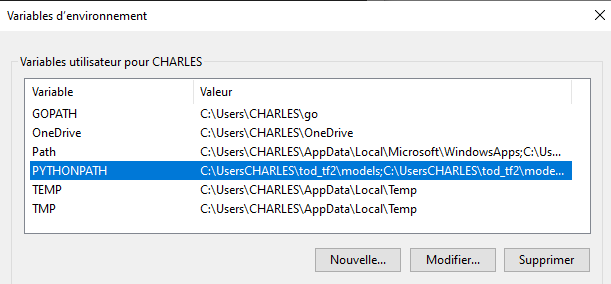 Variables d'environnement
Variables utilisateur pour CHARLES
Variable Valeur
GOPATH C:\Users\CHARLES\go
OneDrive C:\Users\CHARLES\OneDrive
Path C:\Users\CHARLES\AppData\Local\Microsoft\WindowsApps;C:\Us...
PYTHONPATH C:\UsersCHARLES\tod_tf2\models;C:\UsersCHARLES\tod_tf2\mode...
TEMP C:\Users\CHARLES\AppData\Local\Temp
TMP C:\Users\CHARLES\AppData\Local\Temp
Nouvelle... Modifier... Supprimer